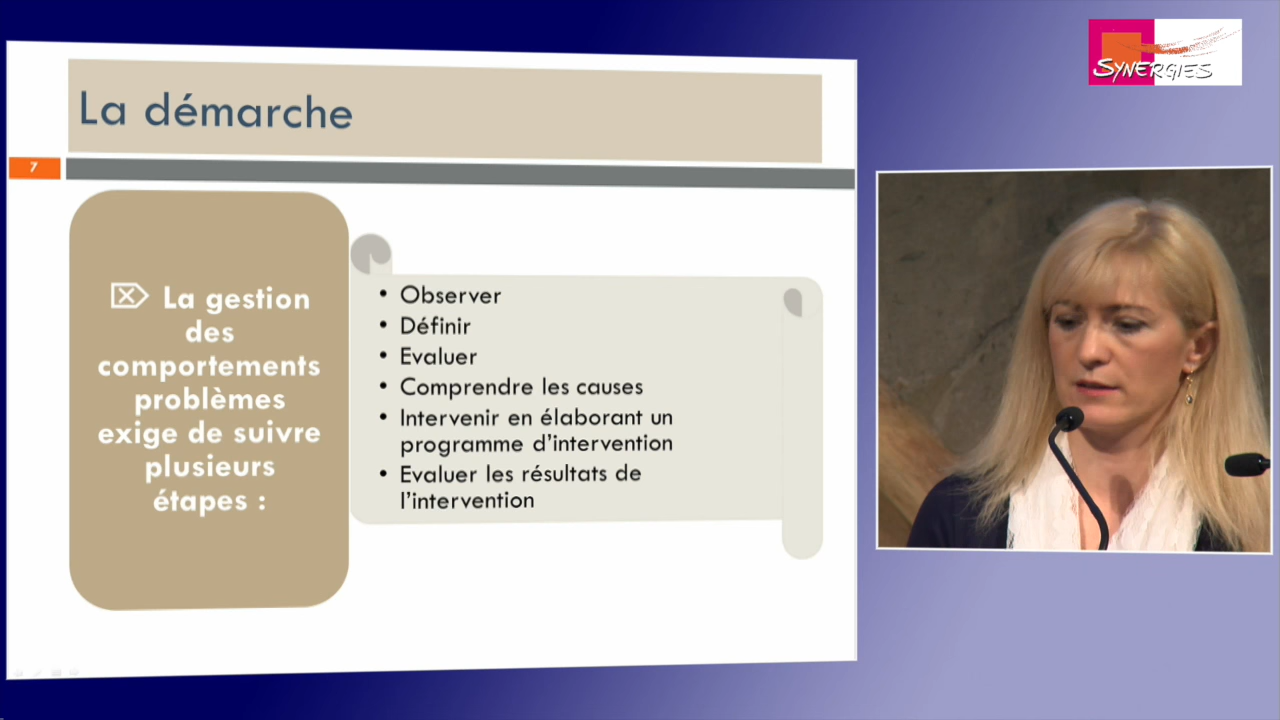 La démarche
7
La gestion
des
comportements
problèmes
exige de suivre
plusieurs
étapes :
• Observer
• Définir
• Evaluer
• Comprendre les causes
• Intervenir en élaborant un
programme d'intervention
• Evaluer les résultats de
l'intervention
SYNERGIES